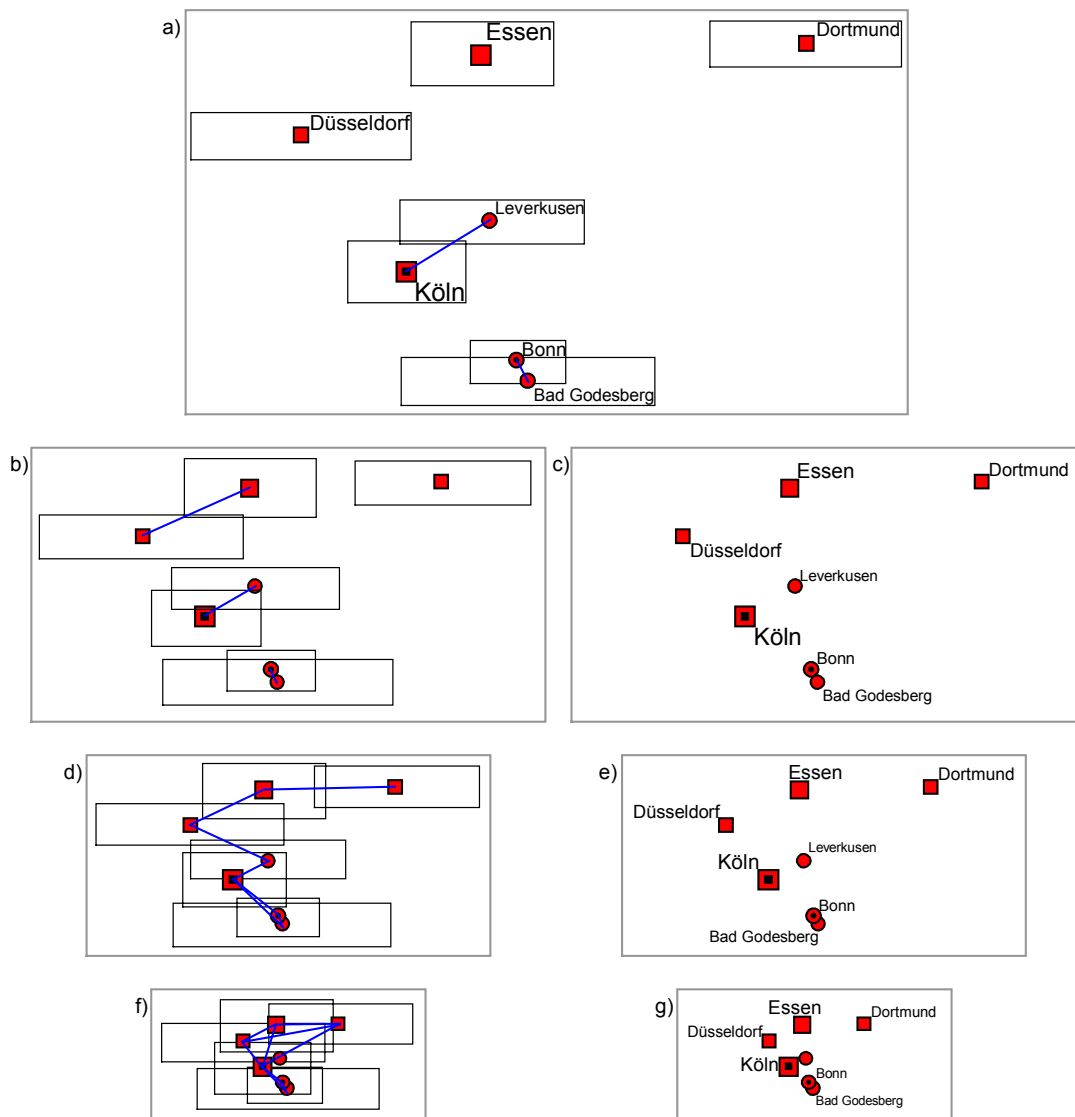 a)
Essen
Dortmund
Düsseldorf
Leverkusen
Köln
Bonn
Bad Godesberg
b)
c)
Essen
Dortmund
Düsseldorf
Leverkusen
Köln
Bonn
Bad Godesberg
d)
e)
Essen
Dortmund
Düsseldorf
Leverkusen
Köln
Bonn
Bad Godesberg
f)
g)
Essen
Dortmund
Düsseldorf
Köln
Bonn
Bad Godesberg